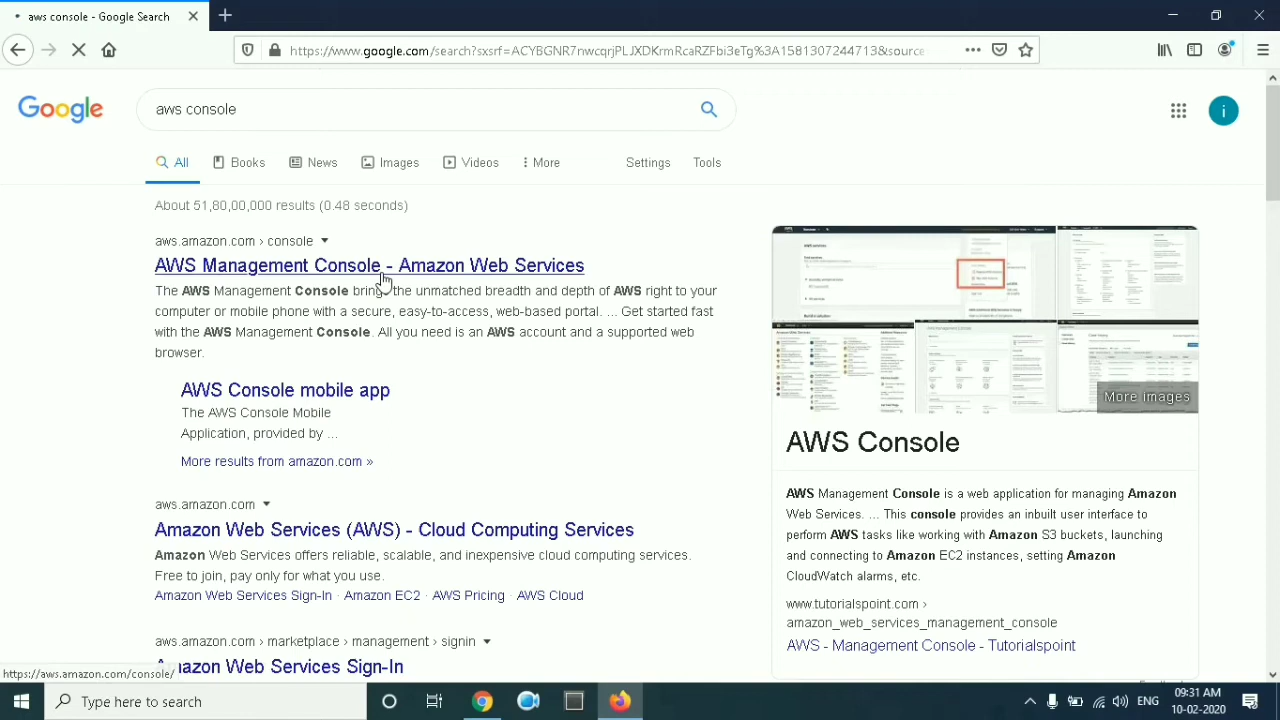 aws console - Google Search
https://www.google.com/search?sxsrf=ACYBGNR7nwcqrjPLJXDKrmRcaRZFbi3eTg%3A1581307244713&source
Google
aws console
i
All Books News Images Videos More Settings Tools
About 51,80,00,000 results (0.48 seconds)
aws.amazon.com › console
AWS Management Console - Amazon Web Services
The AWS Management Console brings the unmatched breadth and depth of AWS right to your
computer or mobile phone with a secure, easy-to-access, web-based portal. ... Get started
with the AWS Management Console. All you need is an AWS account and a supported web
browser.
AWS Console mobile app
The AWS Console Mobile
Application, provided by ...
More results from amazon.com »
aws.amazon.com
Amazon Web Services (AWS) - Cloud Computing Services
Amazon Web Services offers reliable, scalable, and inexpensive cloud computing services.
Free to join, pay only for what you use.
Amazon Web Services Sign-In · Amazon EC2 · AWS Pricing · AWS Cloud
aws.amazon.com › marketplace › management › signin
Amazon Web Services Sign-In
https://aws.amazon.com/console/
More images
AWS Console
AWS Management Console is a web application for managing Amazon
Web Services. ... This console provides an inbuilt user interface to
perform AWS tasks like working with Amazon S3 buckets, launching
and connecting to Amazon EC2 instances, setting Amazon
CloudWatch alarms, etc.
www.tutorialspoint.com ›
amazon_web_services_management_console
AWS - Management Console - Tutorialspoint
Type here to search
ENG
09:31 AM
10-02-2020